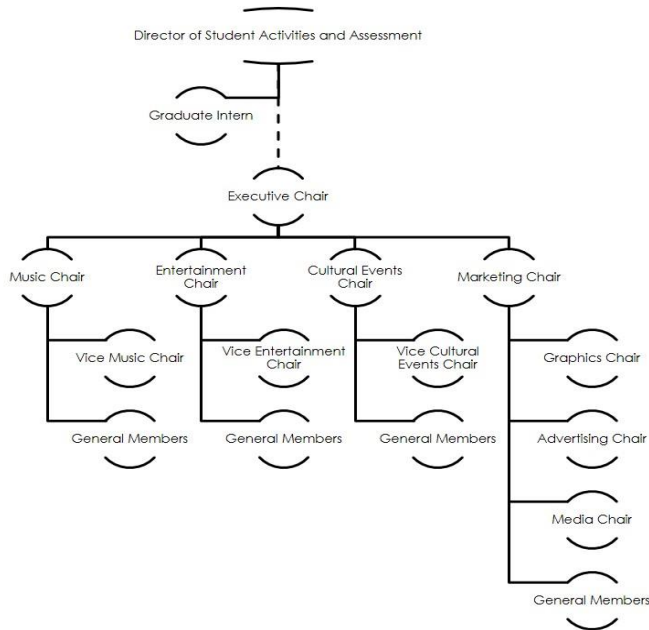 Director of Student Activities and Assessment
Graduate Intern
Executive Chair
Music Chair
Entertainment
Chair
Cultural Events
Chair
Marketing Chair
Vice Music Chair
Vice Entertainment
Chair
Vice Cultural
Events Chair
Graphics Chair
General Members
General Members
General Members
Advertising Chair
Media Chair
General Members